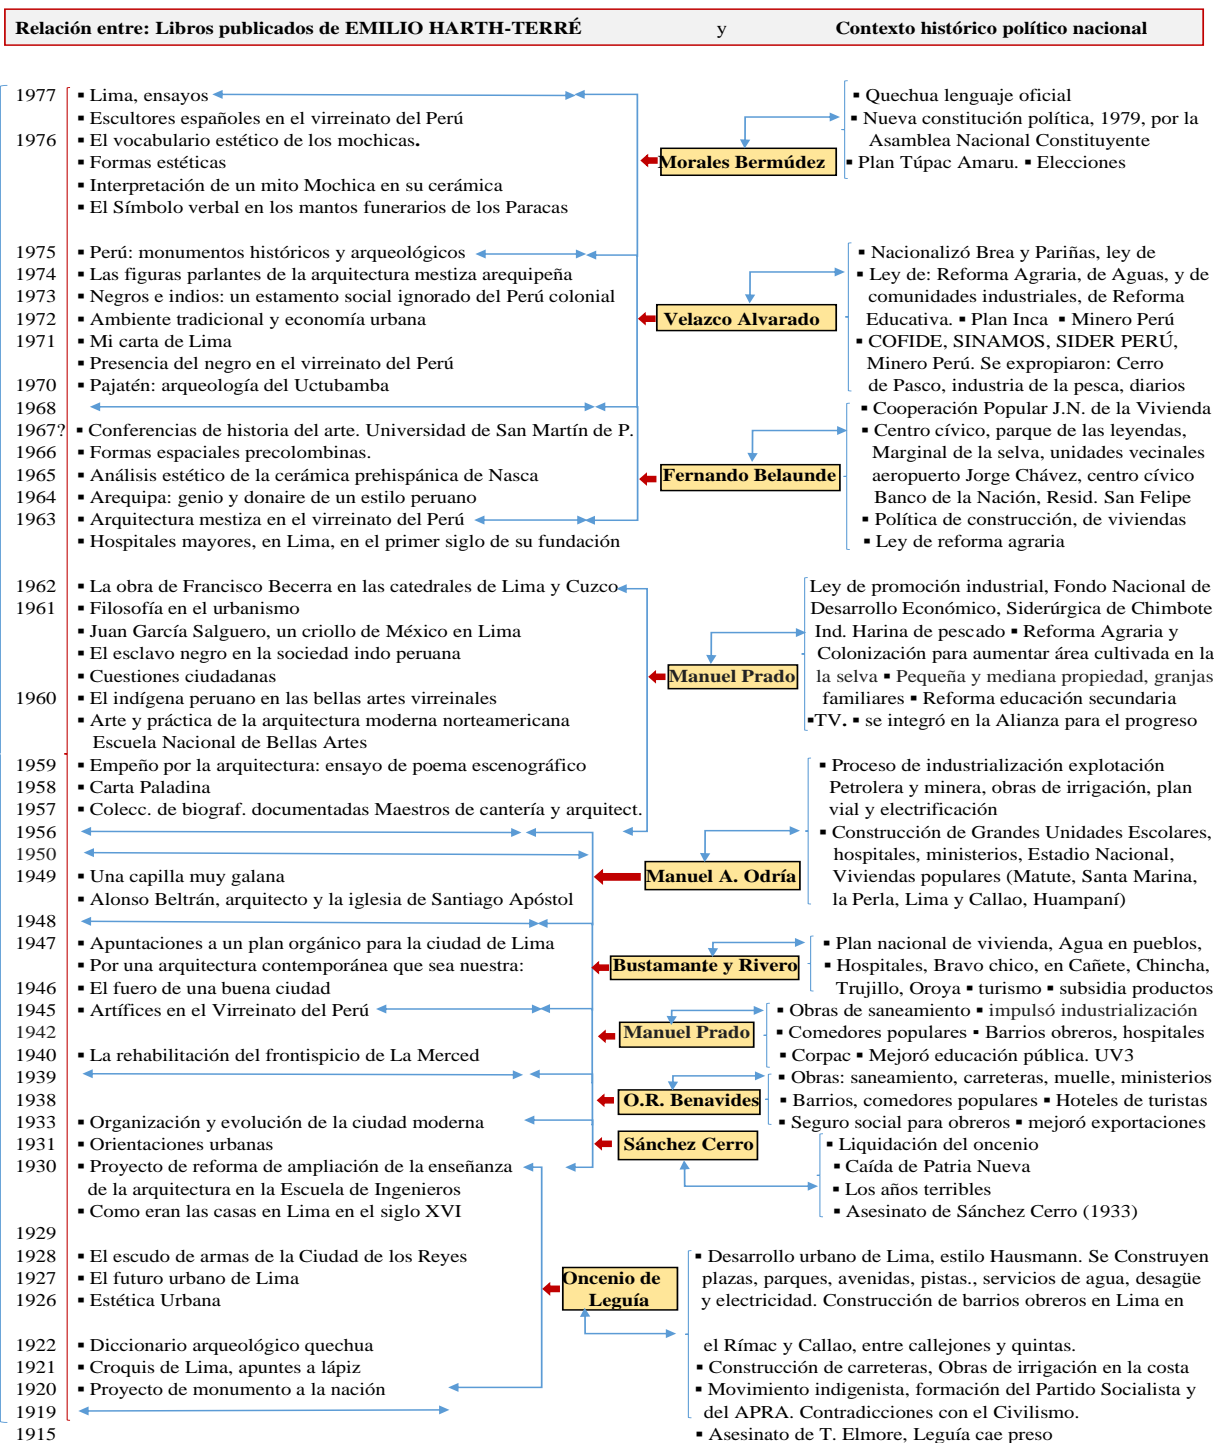 Relación entre: Libros publicados de EMILIO HARTH-TERRÉ y Contexto histórico político nacional
1977 ▪ Lima, ensayos
▪ Escultores españoles en el virreinato del Perú
1976 ▪ El vocabulario estético de los mochicas.
▪ Formas estéticas
▪ Interpretación de un mito Mochica en su cerámica
▪ El Símbolo verbal en los mantos funerarios de los Paracas
Morales Bermúdez
▪ Quechua lenguaje oficial
▪ Nueva constitución política, 1979, por la
Asamblea Nacional Constituyente
▪ Plan Túpac Amaru. ▪ Elecciones
1975 ▪ Perú: monumentos históricos y arqueológicos
1974 ▪ Las figuras parlantes de la arquitectura mestiza arequipeña
1973 ▪ Negros e indios: un estamento social ignorado del Perú colonial
1972 ▪ Ambiente tradicional y economía urbana
1971 ▪ Mi carta de Lima
▪ Presencia del negro en el virreinato del Perú
1970 ▪ Pajatén: arqueología del Uctubamba
1968
Velazco Alvarado
▪ Nacionalizó Brea y Pariñas, ley de
▪ Ley de: Reforma Agraria, de Aguas, y de
comunidades industriales, de Reforma
Educativa. ▪ Plan Inca ▪ Minero Perú
▪ COFIDE, SINAMOS, SIDER PERÚ,
Minero Perú. Se expropiaron: Cerro
de Pasco, industria de la pesca, diarios
1967? ▪ Conferencias de historia del arte. Universidad de San Martín de P.
1966 ▪ Formas espaciales precolombinas.
1965 ▪ Análisis estético de la cerámica prehispánica de Nasca
1964 ▪ Arequipa: genio y donaire de un estilo peruano
1963 ▪ Arquitectura mestiza en el virreinato del Perú
▪ Hospitales mayores, en Lima, en el primer siglo de su fundación
Fernando Belaunde
▪ Cooperación Popular J.N. de la Vivienda
▪ Centro cívico, parque de las leyendas,
Marginal de la selva, unidades vecinales
aeropuerto Jorge Chávez, centro cívico
Banco de la Nación, Resid. San Felipe
▪ Política de construcción, de viviendas
▪ Ley de reforma agraria
1962 ▪ La obra de Francisco Becerra en las catedrales de Lima y Cuzco
1961 ▪ Filosofía en el urbanismo
▪ Juan García Salguero, un criollo de México en Lima
▪ El esclavo negro en la sociedad indo peruana
▪ Cuestiones ciudadanas
1960 ▪ El indígena peruano en las bellas artes virreinales
▪ Arte y práctica de la arquitectura moderna norteamericana
Escuela Nacional de Bellas Artes
1959 ▪ Empeño por la arquitectura: ensayo de poema escenográfico
1958 ▪ Carta Paladina
1957 ▪ Colecc. de biograf. documentadas Maestros de cantería y arquitect.
1956
Manuel Prado
Ley de promoción industrial, Fondo Nacional de
Desarrollo Económico, Siderúrgica de Chimbote
Ind. Harina de pescado ▪ Reforma Agraria y
Colonización para aumentar área cultivada en la
la selva ▪ Pequeña y mediana propiedad, granjas
familiares ▪ Reforma educación secundaria
▪TV. ▪ se integró en la Alianza para el progreso
1950
1949 ▪ Una capilla muy galana
▪ Alonso Beltrán, arquitecto y la iglesia de Santiago Apóstol
1948
Manuel A. Odría
▪ Proceso de industrialización explotación
Petrolera y minera, obras de irrigación, plan
vial y electrificación
▪ Construcción de Grandes Unidades Escolares,
hospitales, ministerios, Estadio Nacional,
Viviendas populares (Matute, Santa Marina,
la Perla, Lima y Callao, Huampaní)
1947 ▪ Apuntaciones a un plan orgánico para la ciudad de Lima
▪ Por una arquitectura contemporánea que sea nuestra:
1946 ▪ El fuero de una buena ciudad
Bustamante y Rivero
▪ Plan nacional de vivienda, Agua en pueblos,
▪ Hospitales, Bravo chico, en Cañete, Chincha,
Trujillo, Oroya ▪ turismo ▪ subsidia productos
1945 ▪ Artífices en el Virreinato del Perú
1942
1940 ▪ La rehabilitación del frontispicio de La Merced
Manuel Prado
▪ Obras de saneamiento ▪ impulsó industrialización
▪ Comedores populares ▪ Barrios obreros, hospitales
▪ Corpac ▪ Mejoró educación pública. UV3
1939
1938
1933 ▪ Organización y evolución de la ciudad moderna
O.R. Benavides
▪ Obras: saneamiento, carreteras, muelle, ministerios
▪ Barrios, comedores populares ▪ Hoteles de turistas
▪ Seguro social para obreros ▪ mejoró exportaciones
1931 ▪ Orientaciones urbanas
1930 ▪ Proyecto de reforma de ampliación de la enseñanza
de la arquitectura en la Escuela de Ingenieros
▪ Como eran las casas en Lima en el siglo XVI
Sánchez Cerro
▪ Liquidación del oncenio
▪ Caída de Patria Nueva
▪ Los años terribles
▪ Asesinato de Sánchez Cerro (1933)
1929
1928 ▪ El escudo de armas de la Ciudad de los Reyes
1927 ▪ El futuro urbano de Lima
1926 ▪ Estética Urbana
1922 ▪ Diccionario arqueológico quechua
1921 ▪ Croquis de Lima, apuntes a lápiz
1920 ▪ Proyecto de monumento a la nación
1919
1915
Oncenio de
Leguía
▪ Desarrollo urbano de Lima, estilo Hausmann. Se Construyen
plazas, parques, avenidas, pistas., servicios de agua, desagüe
y electricidad. Construcción de barrios obreros en Lima en
el Rímac y Callao, entre callejones y quintas.
▪ Construcción de carreteras, Obras de irrigación en la costa
▪ Movimiento indigenista, formación del Partido Socialista y
del APRA. Contradicciones con el Civilismo.
▪ Asesinato de T. Elmore, Leguía cae preso